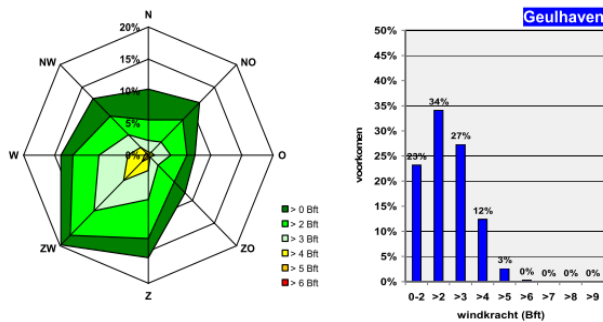 Geulhaven
N
NO
O
ZO
Z
ZW
W
NW
20%
15%
10%
5%
0%
> 0 Bft
> 2 Bft
> 3 Bft
> 4 Bft
> 5 Bft
> 6 Bft
50%
45%
40%
35%
30%
25%
20%
15%
10%
5%
0%
voorkomen
23%
34%
27%
12%
3%
0%
0%
0%
0%
0-2 >2 >3 >4 >5 >6 >7 >8 >9
windkracht (Bft)